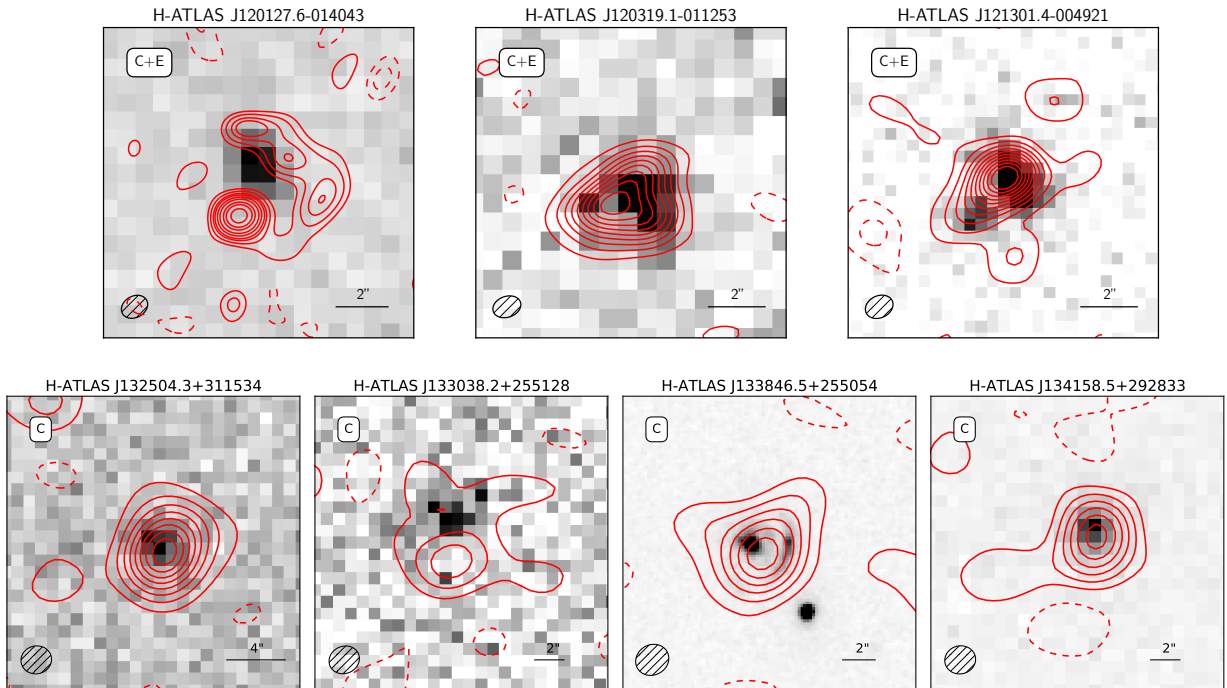 H-ATLAS J120127.6-014043
H-ATLAS J120319.1-011253
H-ATLAS J121301.4-004921
C+E
C+E
C+E
2"
2"
2"
H-ATLAS J132504.3+311534
H-ATLAS J133038.2+255128
H-ATLAS J133846.5+255054
H-ATLAS J134158.5+292833
C
C
C
C
4"
2"
2"
2"